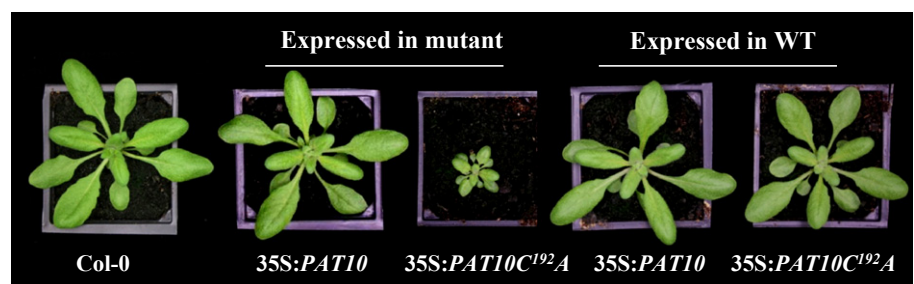 Expressed in mutant
Expressed in WT
Col-0
35S:PAT10
35S:PAT10C¹⁹²A
35S:PAT10
35S:PAT10C¹⁹²A